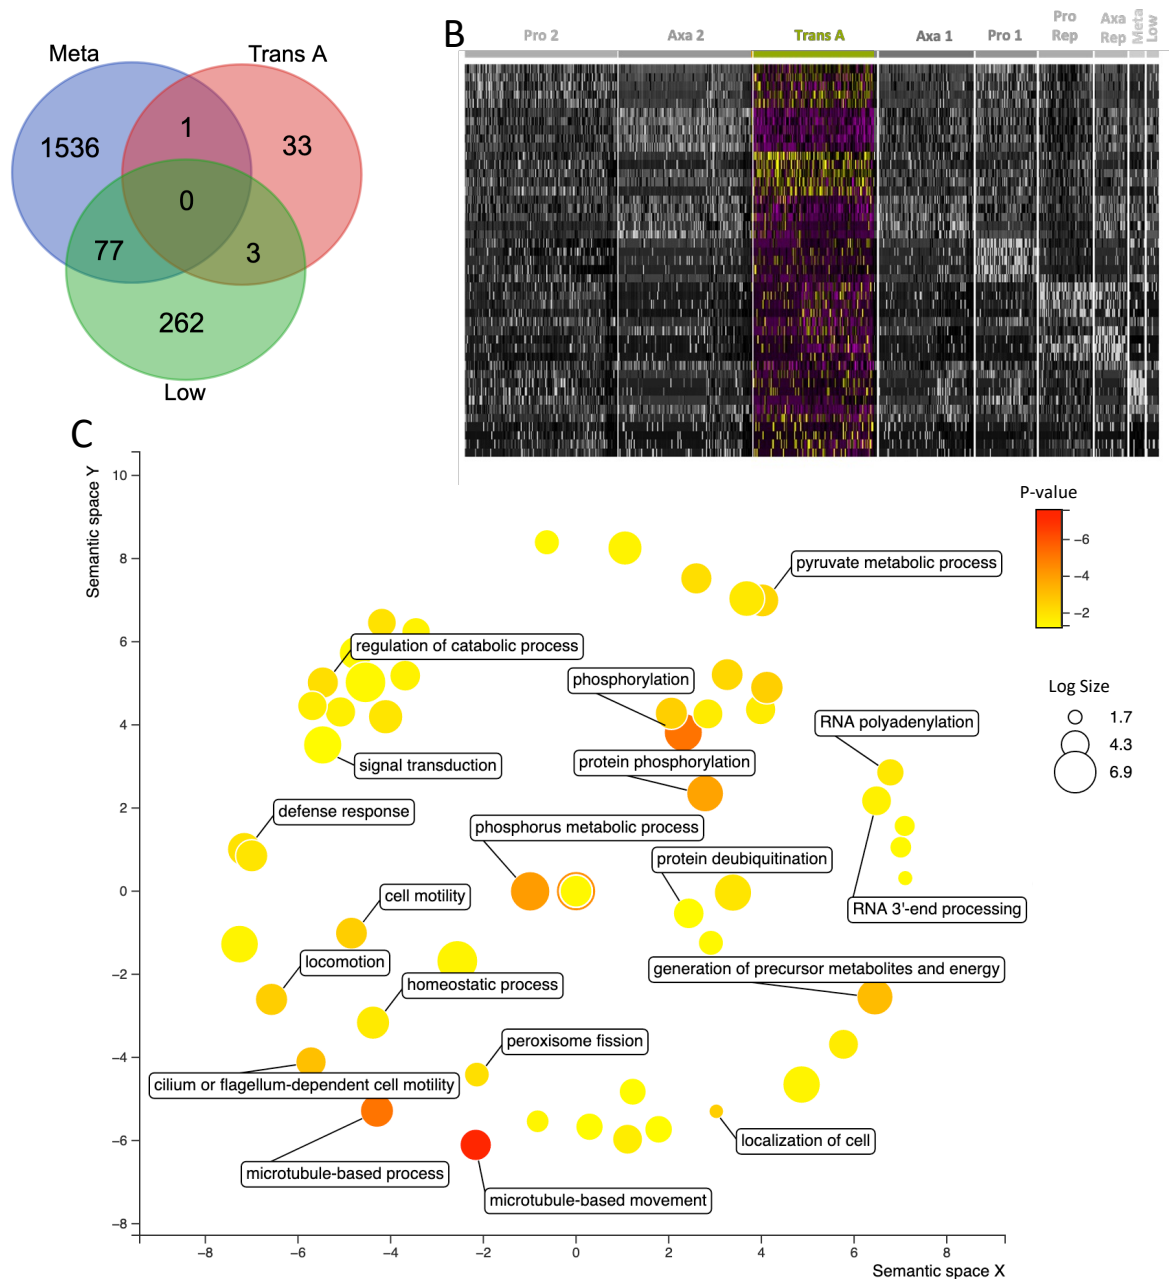 Meta
Trans A
1536
1
33
0
77
3
262
Low
B
Pro 2
Axa 2
Trans A
Axa 1
Pro 1
Pro
Rep
Axa
Rep
Meta
Low
C
Semantic space Y
10
8
6
4
2
0
−2
−4
−6
−8
−8
−6
−4
−2
0
2
4
6
8
Semantic space X
pyruvate metabolic process
regulation of catabolic process
phosphorylation
RNA polyadenylation
signal transduction
protein phosphorylation
defense response
phosphorus metabolic process
protein deubiquitination
cell motility
RNA 3'-end processing
locomotion
generation of precursor metabolites and energy
homeostatic process
peroxisome fission
cilium or flagellum-dependent cell motility
localization of cell
microtubule-based process
microtubule-based movement
P-value
−6
−4
−2
Log Size
1.7
4.3
6.9